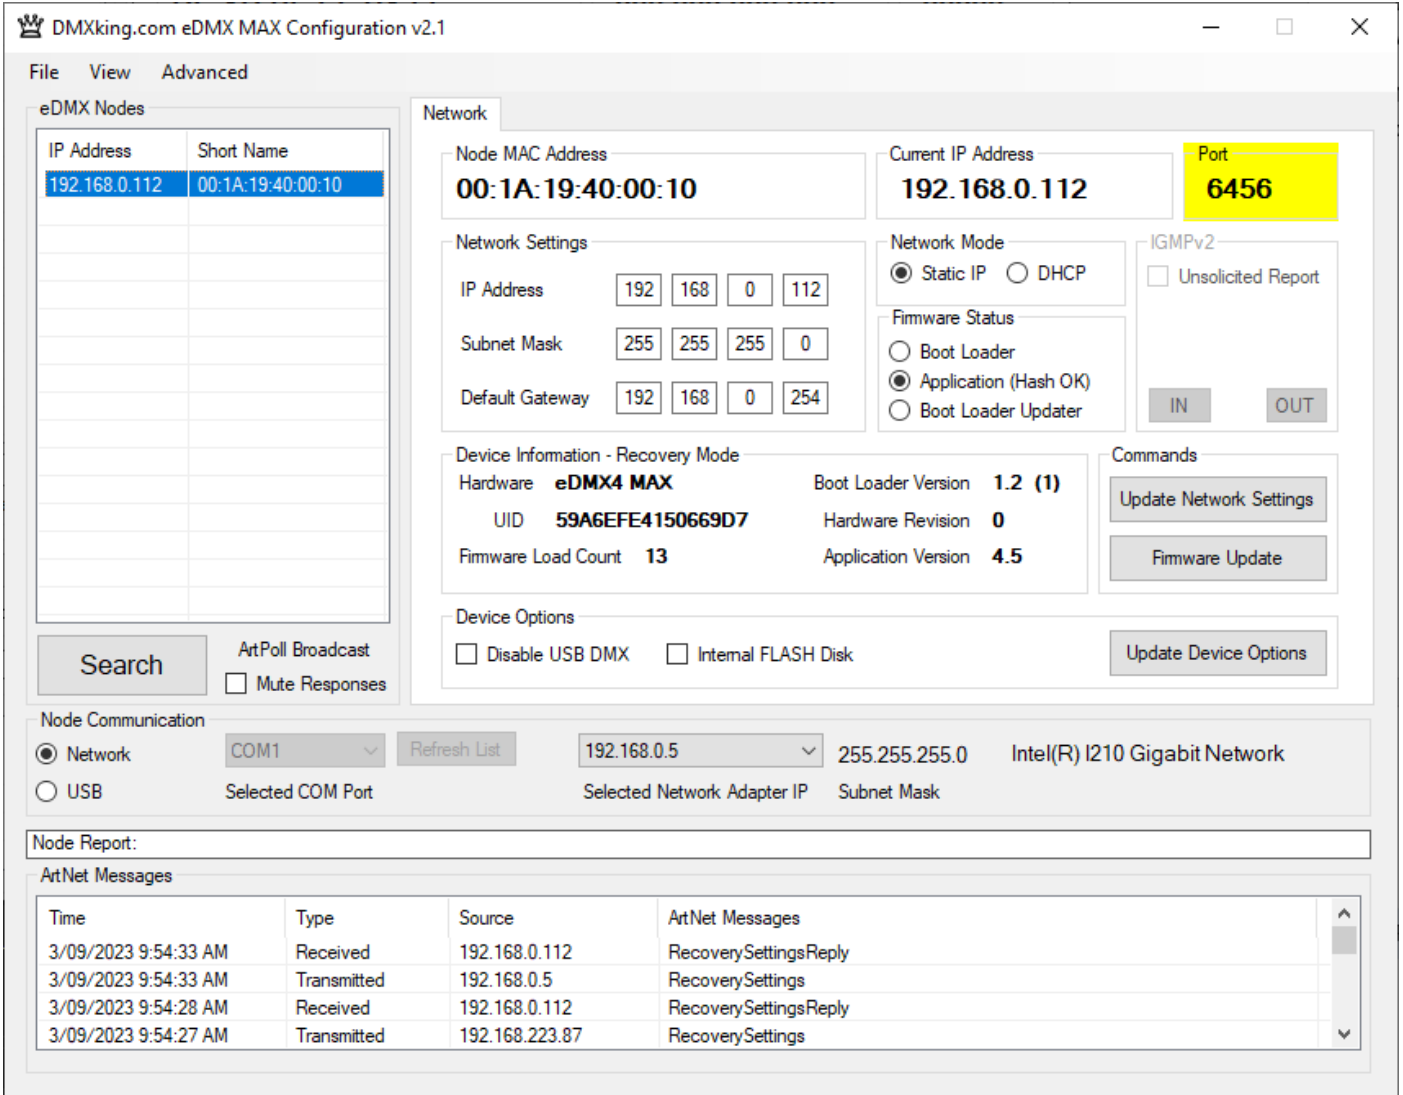 DMXking.com eDMX MAX Configuration v2.1
File View Advanced
eDMX Nodes
IP Address Short Name
192.168.0.112 00:1A:19:40:00:10
Search
ArtPoll Broadcast
Mute Responses
Network
Node MAC Address
00:1A:19:40:00:10
Current IP Address
192.168.0.112
Port
6456
Network Settings
IP Address 192 168 0 112
Subnet Mask 255 255 255 0
Default Gateway 192 168 0 254
Network Mode
Static IP DHCP
Firmware Status
Boot Loader
Application (Hash OK)
Boot Loader Updater
IGMPv2
Unsolicited Report
IN OUT
Device Information - Recovery Mode
Hardware eDMX4 MAX Boot Loader Version 1.2 (1)
UID 59A6EFE4150669D7 Hardware Revision 0
Firmware Load Count 13 Application Version 4.5
Commands
Update Network Settings
Firmware Update
Device Options
Disable USB DMX Internal FLASH Disk Update Device Options
Node Communication
Network COM1 Refresh List 192.168.0.5 255.255.255.0 Intel(R) I210 Gigabit Network
USB Selected COM Port Selected Network Adapter IP Subnet Mask
Node Report:
ArtNet Messages
Time Type Source ArtNet Messages
3/09/2023 9:54:33 AM Received 192.168.0.112 RecoverySettingsReply
3/09/2023 9:54:33 AM Transmitted 192.168.0.5 RecoverySettings
3/09/2023 9:54:28 AM Received 192.168.0.112 RecoverySettingsReply
3/09/2023 9:54:27 AM Transmitted 192.168.223.87 RecoverySettings